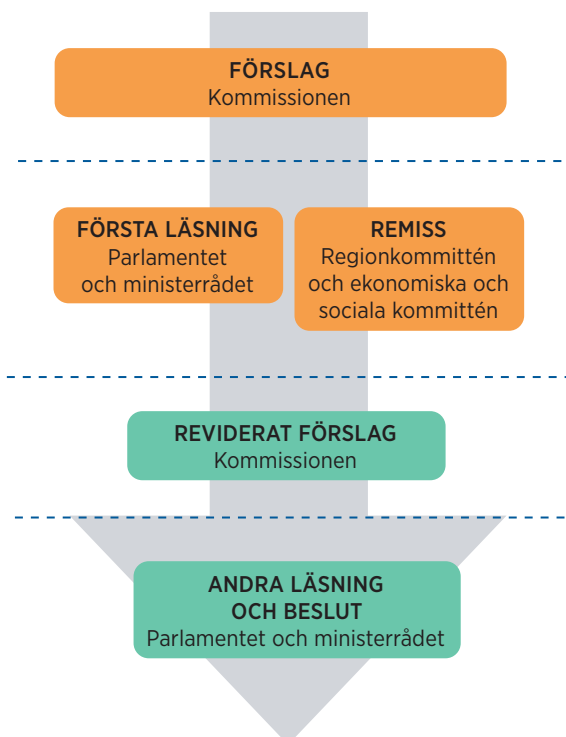 FÖRSLAG
Kommissionen
FÖRSTA LÄSNING
Parlamentet
och ministerrådet
REMISS
Regionkommittén
och ekonomiska och
sociala kommittén
REVIDERAT FÖRSLAG
Kommissionen
ANDRA LÄSNING
OCH BESLUT
Parlamentet och ministerrådet